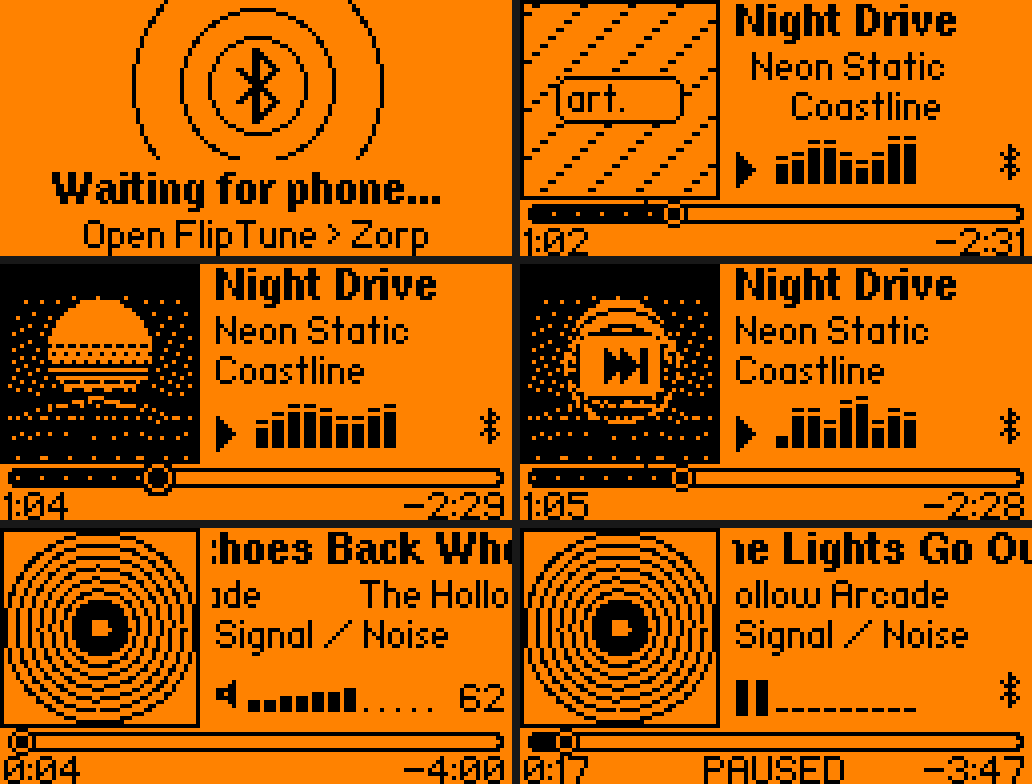 Waiting for phone...
Open FlipTune > Zorp
art.
Night Drive
Neon Static
Coastline
1:02 -2:31
Night Drive
Neon Static
Coastline
1:04 -2:29
Night Drive
Neon Static
Coastline
1:05 -2:28
hoes Back Whe
ade The Hollo
Signal / Noise
62
0:04 -4:00
e Lights Go Ou
ollow Arcade
Signal / Noise
0:17 PAUSED -3:47